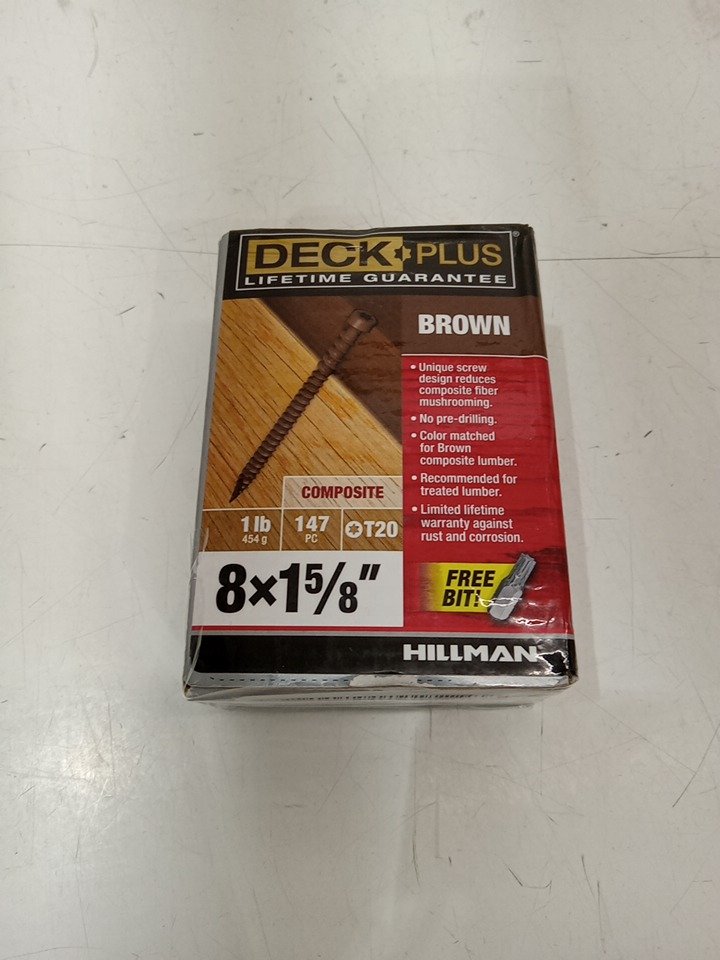 DECK PLUS®
LIFETIME GUARANTEE
BROWN
• Unique screw
design reduces
composite fiber
mushrooming.
• No pre-drilling.
• Color matched
for Brown
composite lumber.
• Recommended for
treated lumber.
• Limited lifetime
warranty against
rust and corrosion.
COMPOSITE
1 lb
454 g
147
PC
T20
8×1⅝"
FREE
BIT!
HILLMAN